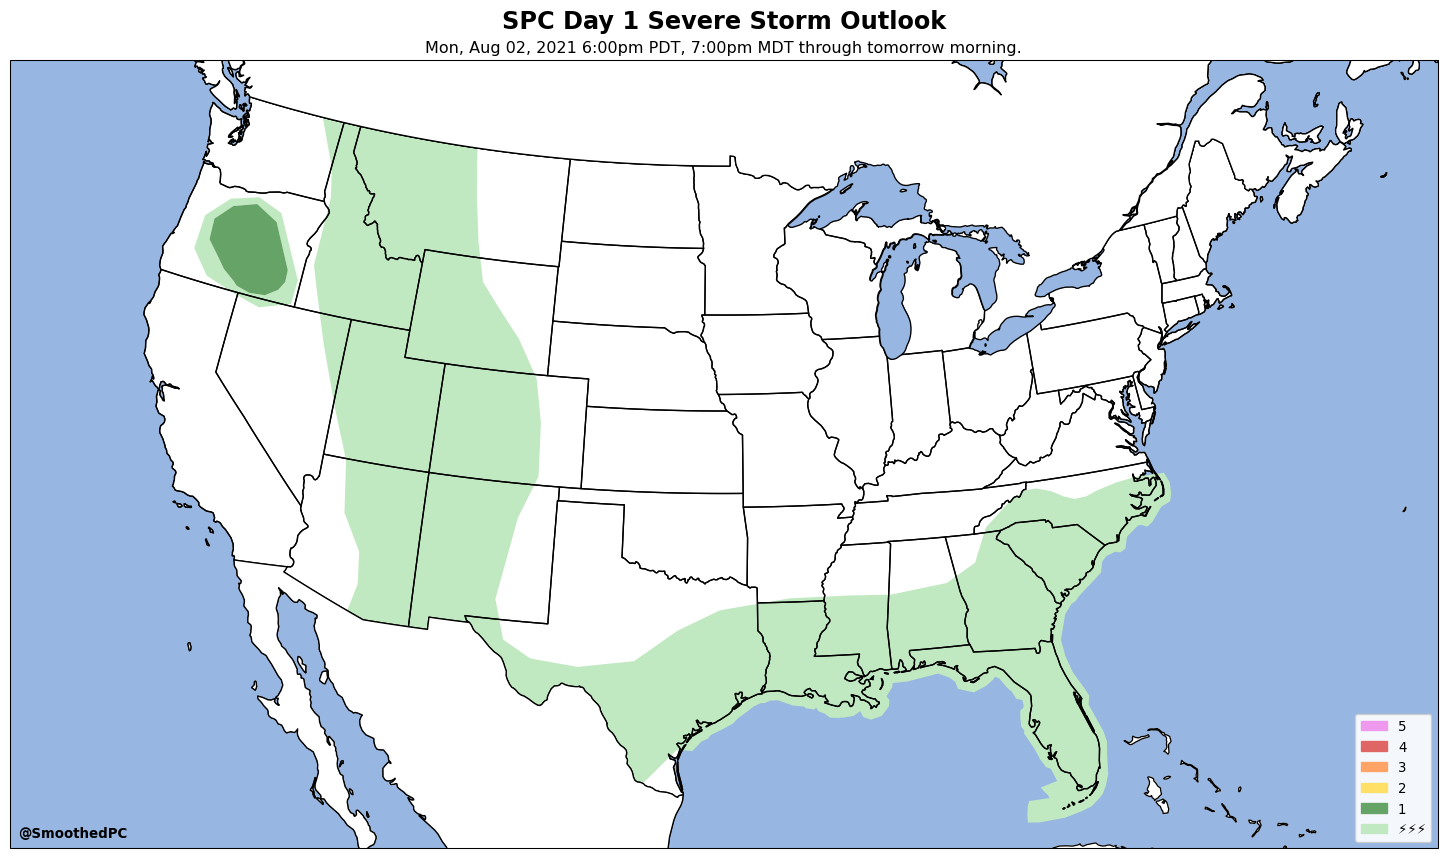 SPC Day 1 Severe Storm Outlook
Mon, Aug 02, 2021 6:00pm PDT, 7:00pm MDT through tomorrow morning.
5
4
3
2
1
⚡⚡⚡
@SmoothedPC